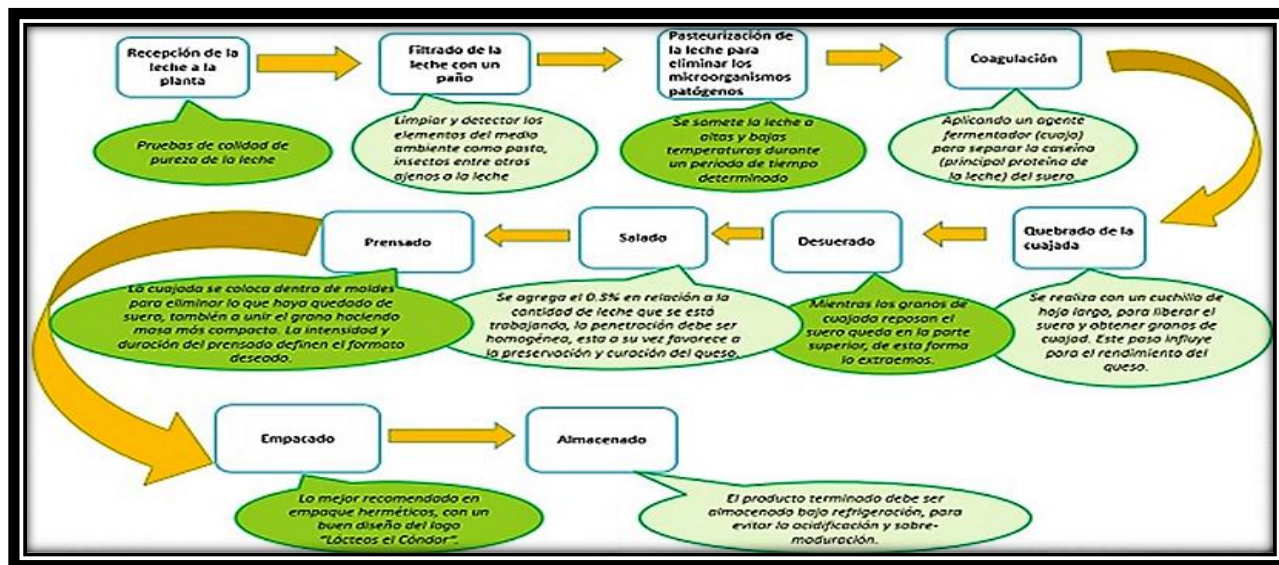 Recepción de la
leche a la
planta
Filtrado de la
leche con un
paño
Pasteurización de
la leche para
eliminar los
microorganismos
patógenos
Coagulación
Pruebas de calidad de
pureza de la leche
Limpiar y detectar los
elementos del medio
ambiente como pasto,
insectos entre otros
ajenos a la leche
Se somete la leche a
altas y bajas
temperaturas durante
un periodo de tiempo
determinado
Aplicando un agente
fermentador (cuajo)
para separar la caseína
(principal proteína de
la leche) del suero
Prensado
Salado
Desuerado
Quebrado de la
cuajada
La cuajada se coloca dentro de moldes
para eliminar lo que haya quedado de
suero, también a unir el grano haciendo
masa más compacta. La intensidad y
duración del prensado definen el formato
deseado.
Se agrega el 0.3% en relación a la
cantidad de leche que se está
trabajando, la penetración debe ser
homogénea, esta a su vez favorece a
la preservación y curación del queso.
Mientras los granos de
cuajada reposan el
suero queda en la parte
superior, de esta forma
lo extraemos.
Se realiza con un cuchillo de
hoja larga, para liberar el
suero y obtener granos de
cuajad. Este paso influye
para el rendimiento del
queso.
Empacado
Almacenado
Lo mejor recomendado en
empaque herméticos, con un
buen diseño del logo
"Lácteos el Cóndor".
El producto terminado debe ser
almacenado bajo refrigeración, para
evitar la acidificación y sobre-
maduración.